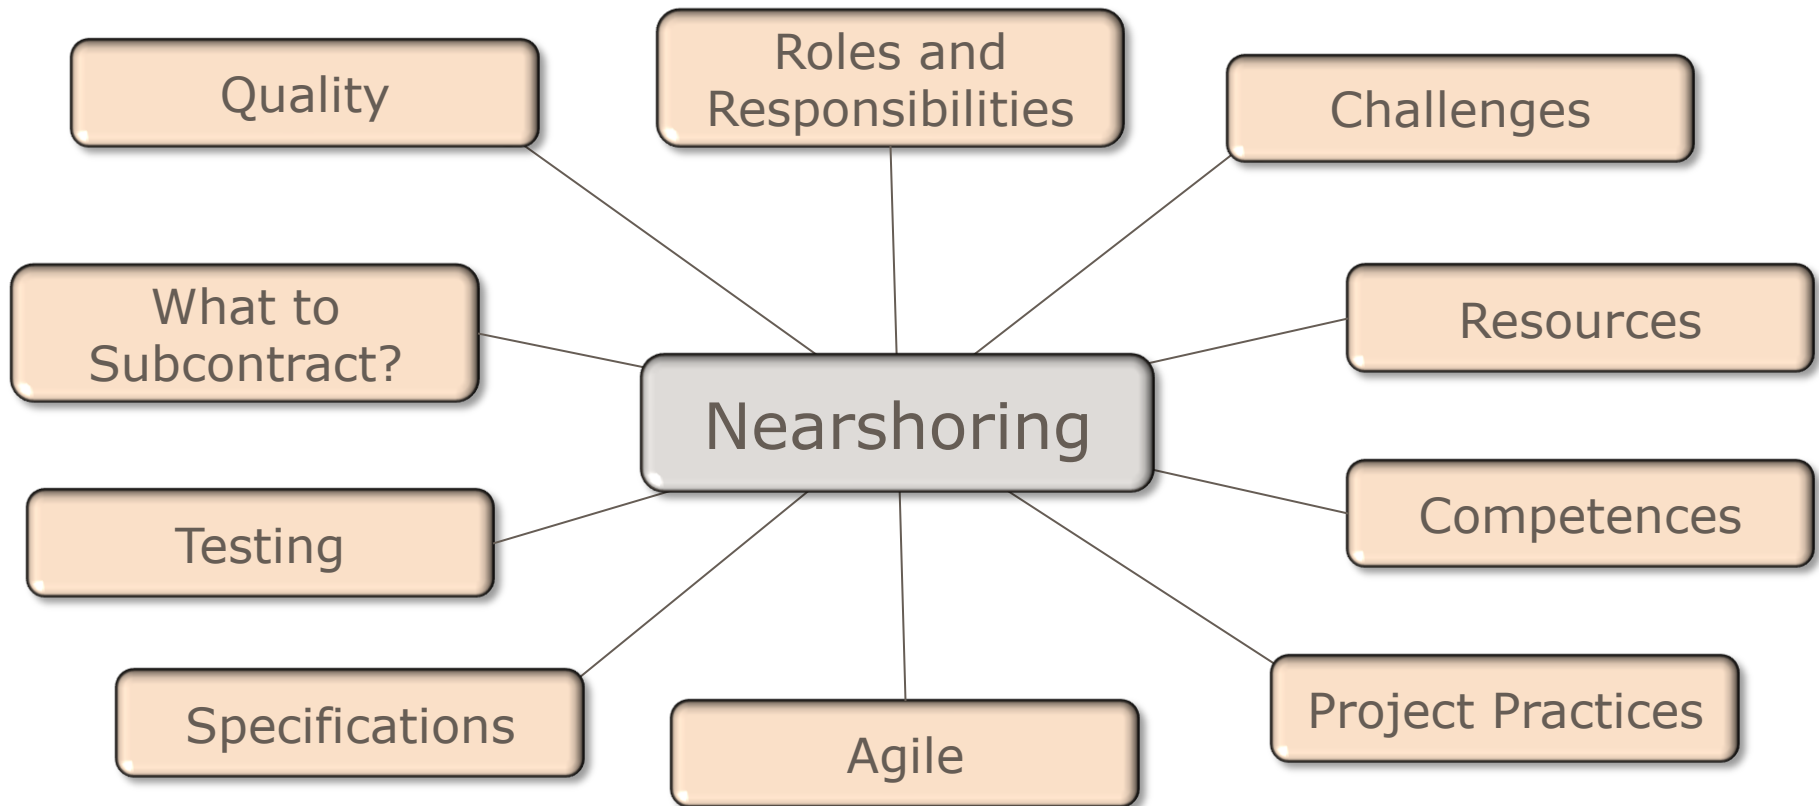 Quality
Roles and
Responsibilities
Challenges
What to
Subcontract?
Resources
Nearshoring
Testing
Competences
Specifications
Agile
Project Practices